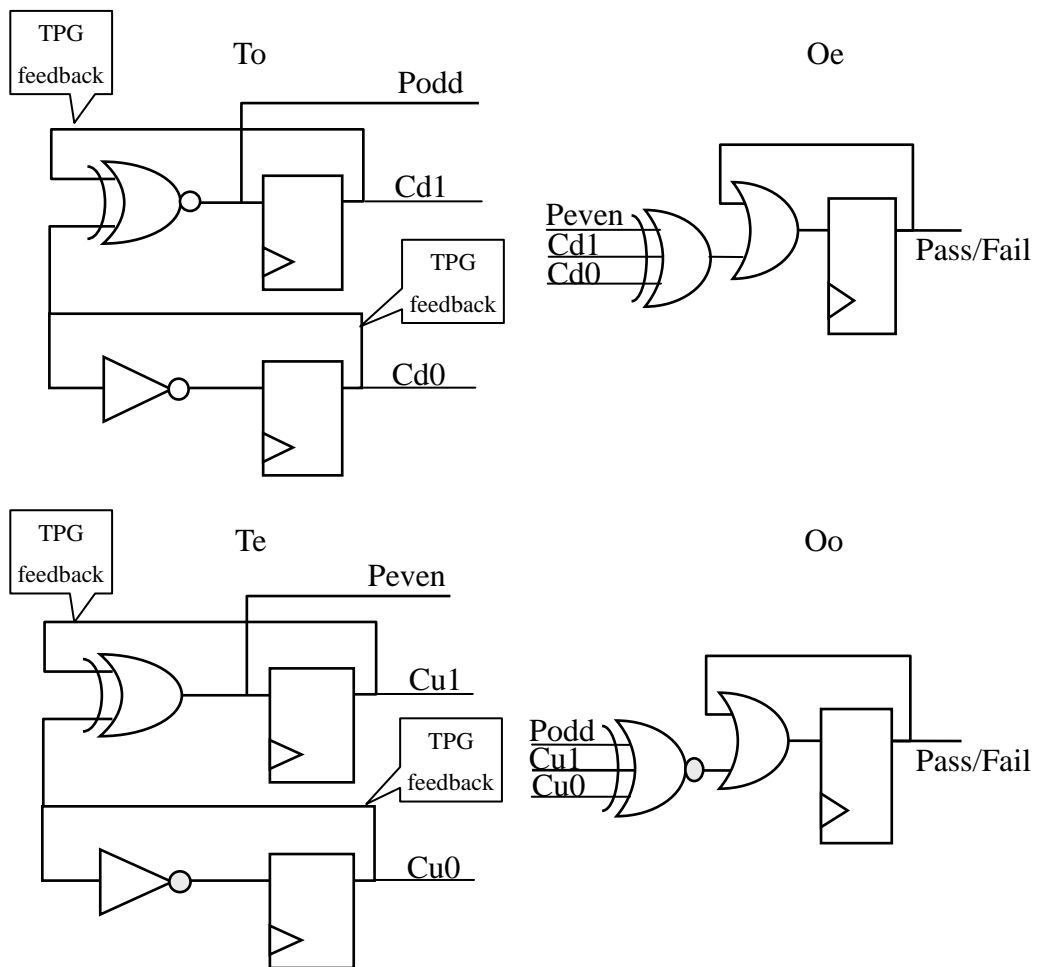 TPG
feedback
To
Podd
Cd1
TPG
feedback
Cd0
Oe
Peven
Cd1
Cd0
Pass/Fail
TPG
feedback
Te
Peven
Cu1
TPG
feedback
Cu0
Oo
Podd
Cu1
Cu0
Pass/Fail